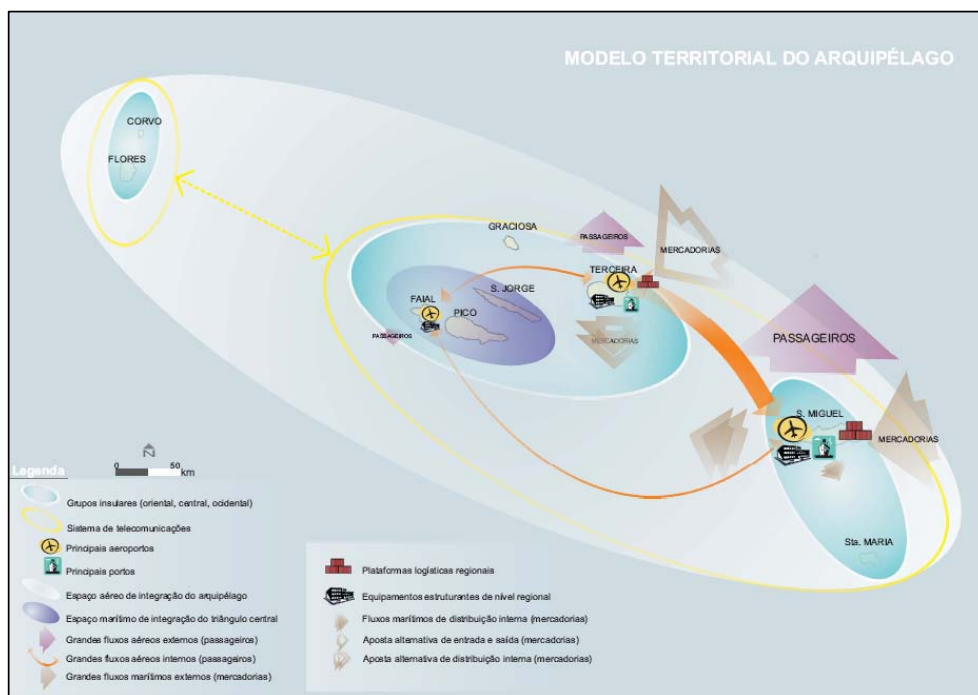 MODELO TERRITORIAL DO ARQUIPÉLAGO
CORVO
FLORES
GRACIOSA
PASSAGEIROS
MERCADORIAS
TERCEIRA
S. JORGE
FAIAL
PICO
PASSAGEIROS
MERCADORIAS
PASSAGEIROS
S. MIGUEL
MERCADORIAS
Sta. MARIA
N
0 50
km
Legenda
Grupos insulares (oriental, central, ocidental)
Sistema de telecomunicações
Principais aeroportos
Principais portos
Espaço aéreo de integração do arquipélago
Espaço marítimo de integração do triângulo central
Grandes fluxos aéreos externos (passageiros)
Grandes fluxos aéreos internos (passageiros)
Grandes fluxos marítimos externos (mercadorias)
Plataformas logísticas regionais
Equipamentos estruturantes de nível regional
Fluxos marítimos de distribuição interna (mercadorias)
Aposta alternativa de entrada e saída (mercadorias)
Aposta alternativa de distribuição interna (mercadorias)